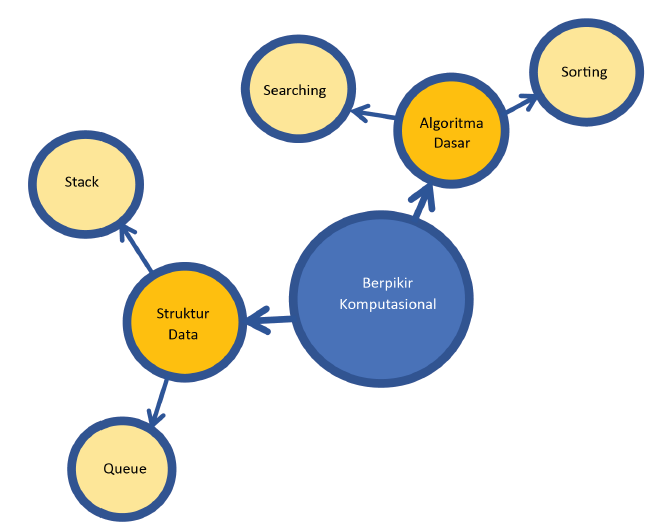 Sorting
Searching
Algoritma
Dasar
Stack
Berpikir
Komputasional
Struktur
Data
Queue